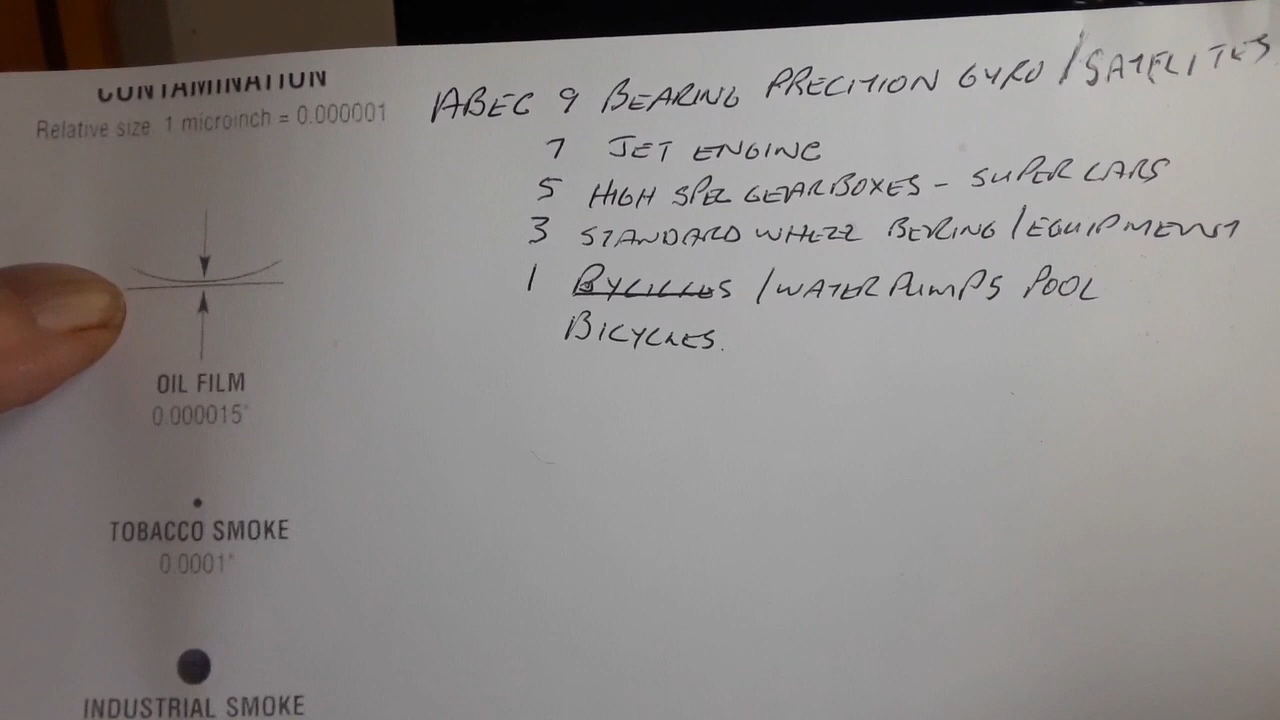 CONTAMINATION
Relative size 1 microinch = 0.000001
OIL FILM
0.000015"
TOBACCO SMOKE
0.0001"
INDUSTRIAL SMOKE
ABEC 9 BEARING PRECITION GYRO / SATELITES
7 JET ENGINE
5 HIGH SPEC GEARBOXES - SUPER CARS
3 STANDARD WHEEL BERING / EQUIPMENT
1 BYCICLES / WATER PUMPS POOL
BICYCLES.